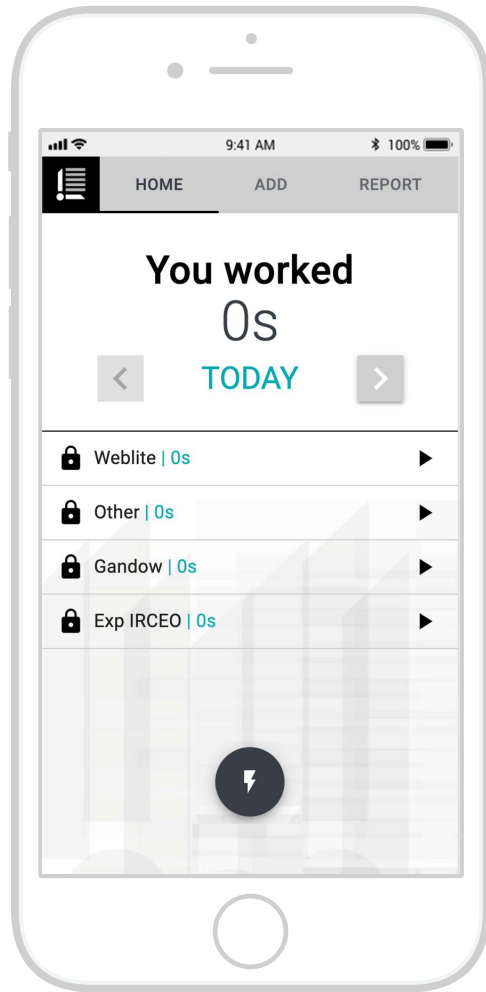 9:41 AM 100%
HOME ADD REPORT
You worked
0s
TODAY
Weblite | 0s
Other | 0s
Gandow | 0s
Exp IRCEO | 0s